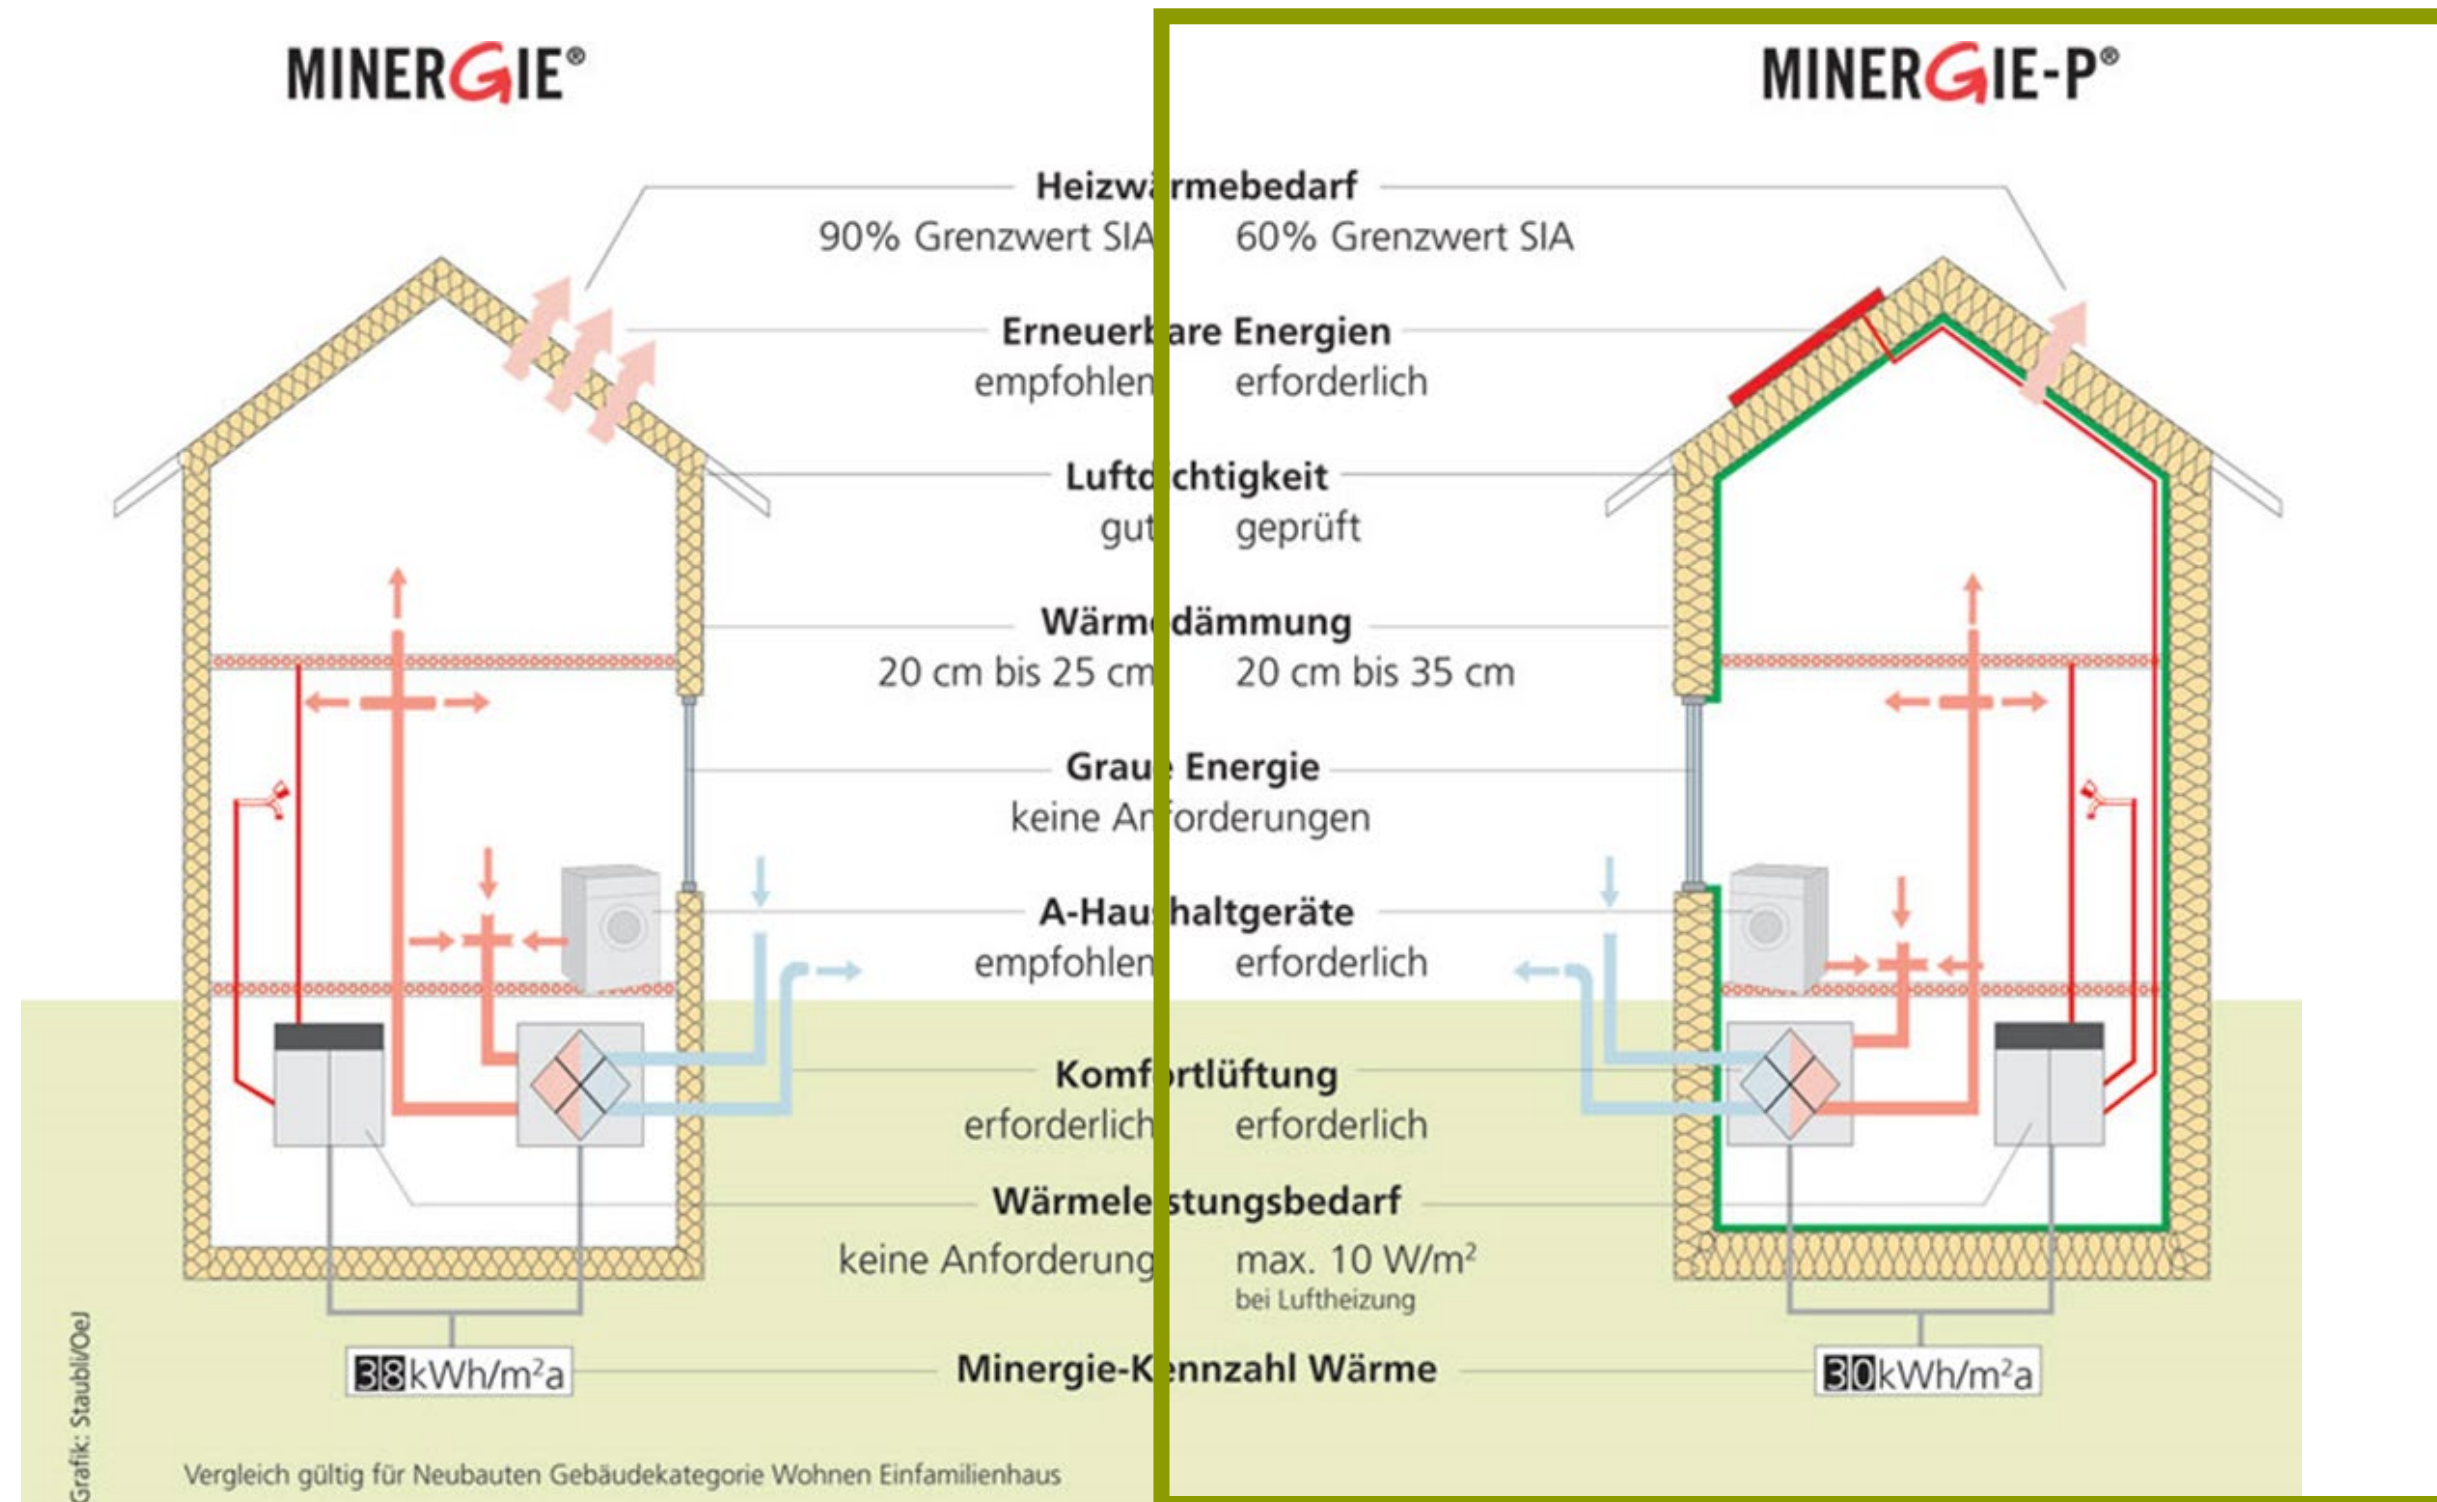 MINERGIE® MINERGIE-P®
Heizwärmebedarf
90% Grenzwert SIA 60% Grenzwert SIA
Erneuerbare Energien
empfohlen erforderlich
Luftdichtigkeit
gut geprüft
Wärmedämmung
20 cm bis 25 cm 20 cm bis 35 cm
Graue Energie
keine Anforderungen
A-Haushaltgeräte
empfohlen erforderlich
Komfortlüftung
erforderlich erforderlich
Wärmeleistungsbedarf
keine Anforderung max. 10 W/m²
bei Luftheizung
38kWh/m²a Minergie-Kennzahl Wärme 30kWh/m²a
Vergleich gültig für Neubauten Gebäudekategorie Wohnen Einfamilienhaus
Grafik: Staubli/OeJ